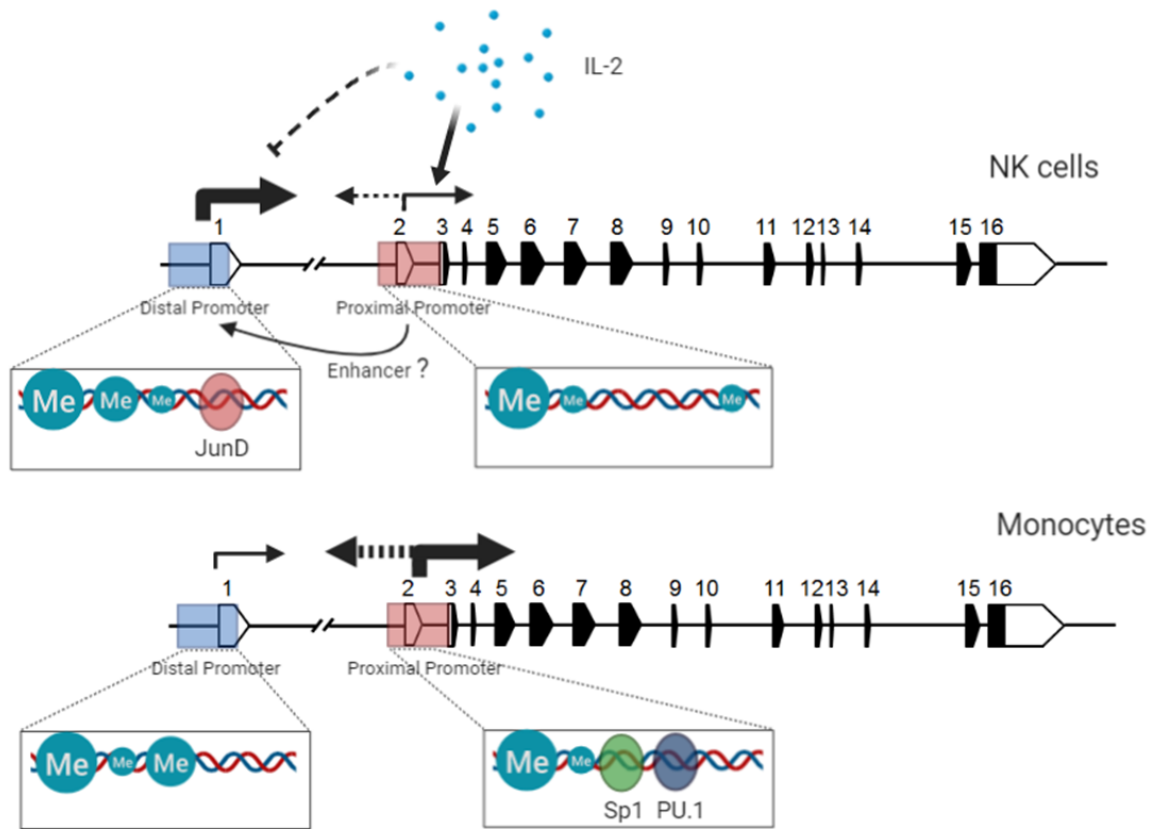 IL-2
NK cells
1 2 3 4 5 6 7 8 9 10 11 12 13 14 15 16
Distal Promoter Proximal Promoter
Enhancer ?
Me Me Me Me Me Me
JunD
Monocytes
1 2 3 4 5 6 7 8 9 10 11 12 13 14 15 16
Distal Promoter Proximal Promoter
Me Me Me Me Me
Sp1 PU.1